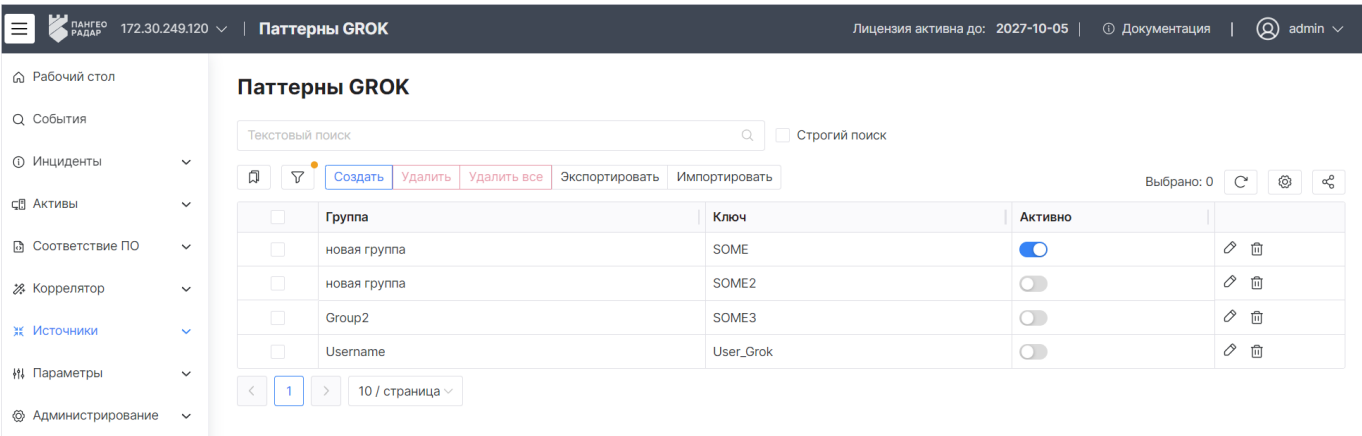 ПАНГЕО РАДАР 172.30.249.120 Паттерны GROK Лицензия активна до: 2027-10-05 Документация admin
Рабочий стол
События
Инциденты
Активы
Соответствие ПО
Коррелятор
Источники
Параметры
Администрирование
Паттерны GROK
Текстовый поиск Строгий поиск
Создать Удалить Удалить все Экспортировать Импортировать Выбрано: 0
Группа Ключ Активно
новая группа SOME
новая группа SOME2
Group2 SOME3
Username User_Grok
1 10 / страница